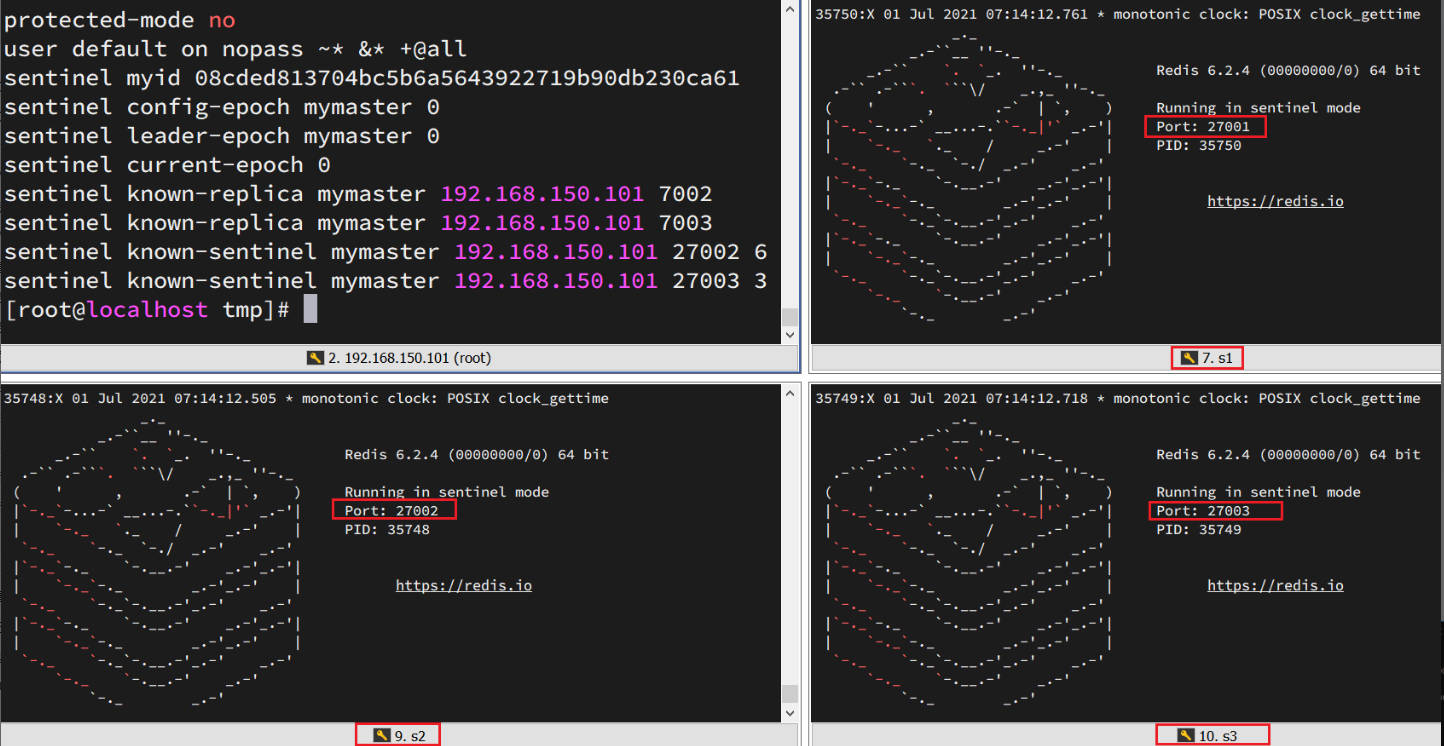 protected-mode no
user default on nopass ~* &* +@all
sentinel myid 08cded813704bc5b6a5643922719b90db230ca61
sentinel config-epoch mymaster 0
sentinel leader-epoch mymaster 0
sentinel current-epoch 0
sentinel known-replica mymaster 192.168.150.101 7002
sentinel known-replica mymaster 192.168.150.101 7003
sentinel known-sentinel mymaster 192.168.150.101 27002 6
sentinel known-sentinel mymaster 192.168.150.101 27003 3
[root@localhost tmp]#
2. 192.168.150.101 (root)
35750:X 01 Jul 2021 07:14:12.761 * monotonic clock: POSIX clock_gettime
Redis 6.2.4 (00000000/0) 64 bit
Running in sentinel mode
Port: 27001
PID: 35750
https://redis.io
7. s1
35748:X 01 Jul 2021 07:14:12.505 * monotonic clock: POSIX clock_gettime
Redis 6.2.4 (00000000/0) 64 bit
Running in sentinel mode
Port: 27002
PID: 35748
https://redis.io
9. s2
35749:X 01 Jul 2021 07:14:12.718 * monotonic clock: POSIX clock_gettime
Redis 6.2.4 (00000000/0) 64 bit
Running in sentinel mode
Port: 27003
PID: 35749
https://redis.io
10. s3